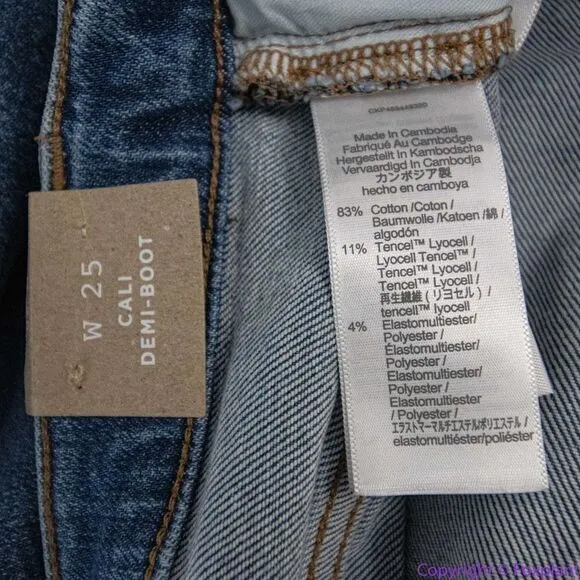 W 25
CALI
DEMI-BOOT
Made In Cambodia
Fabriqué Au Cambodge
Hergestellt In Kambodscha
Vervaardigd In Cambodja
カンボジア製
hecho en camboya
83% Cotton /Coton /
Baumwolle /Katoen /綿 /
algodón
11% Tencel™ Lyocell /
Lyocell Tencel™ /
Tencel™ Lyocell /
Tencel™ Lyocell /
再生繊維 ( リヨセル ) /
tencell™ lyocell
4% Elastomultiester/
Polyester /
Elastomultiester/
Polyester /
Elastomultiester/
Polyester /
Elastomultiester
/ Polyester /
エラストマーマルチエステル/ポリエステル /
elastomultiéster/poliéster
Copyright ©